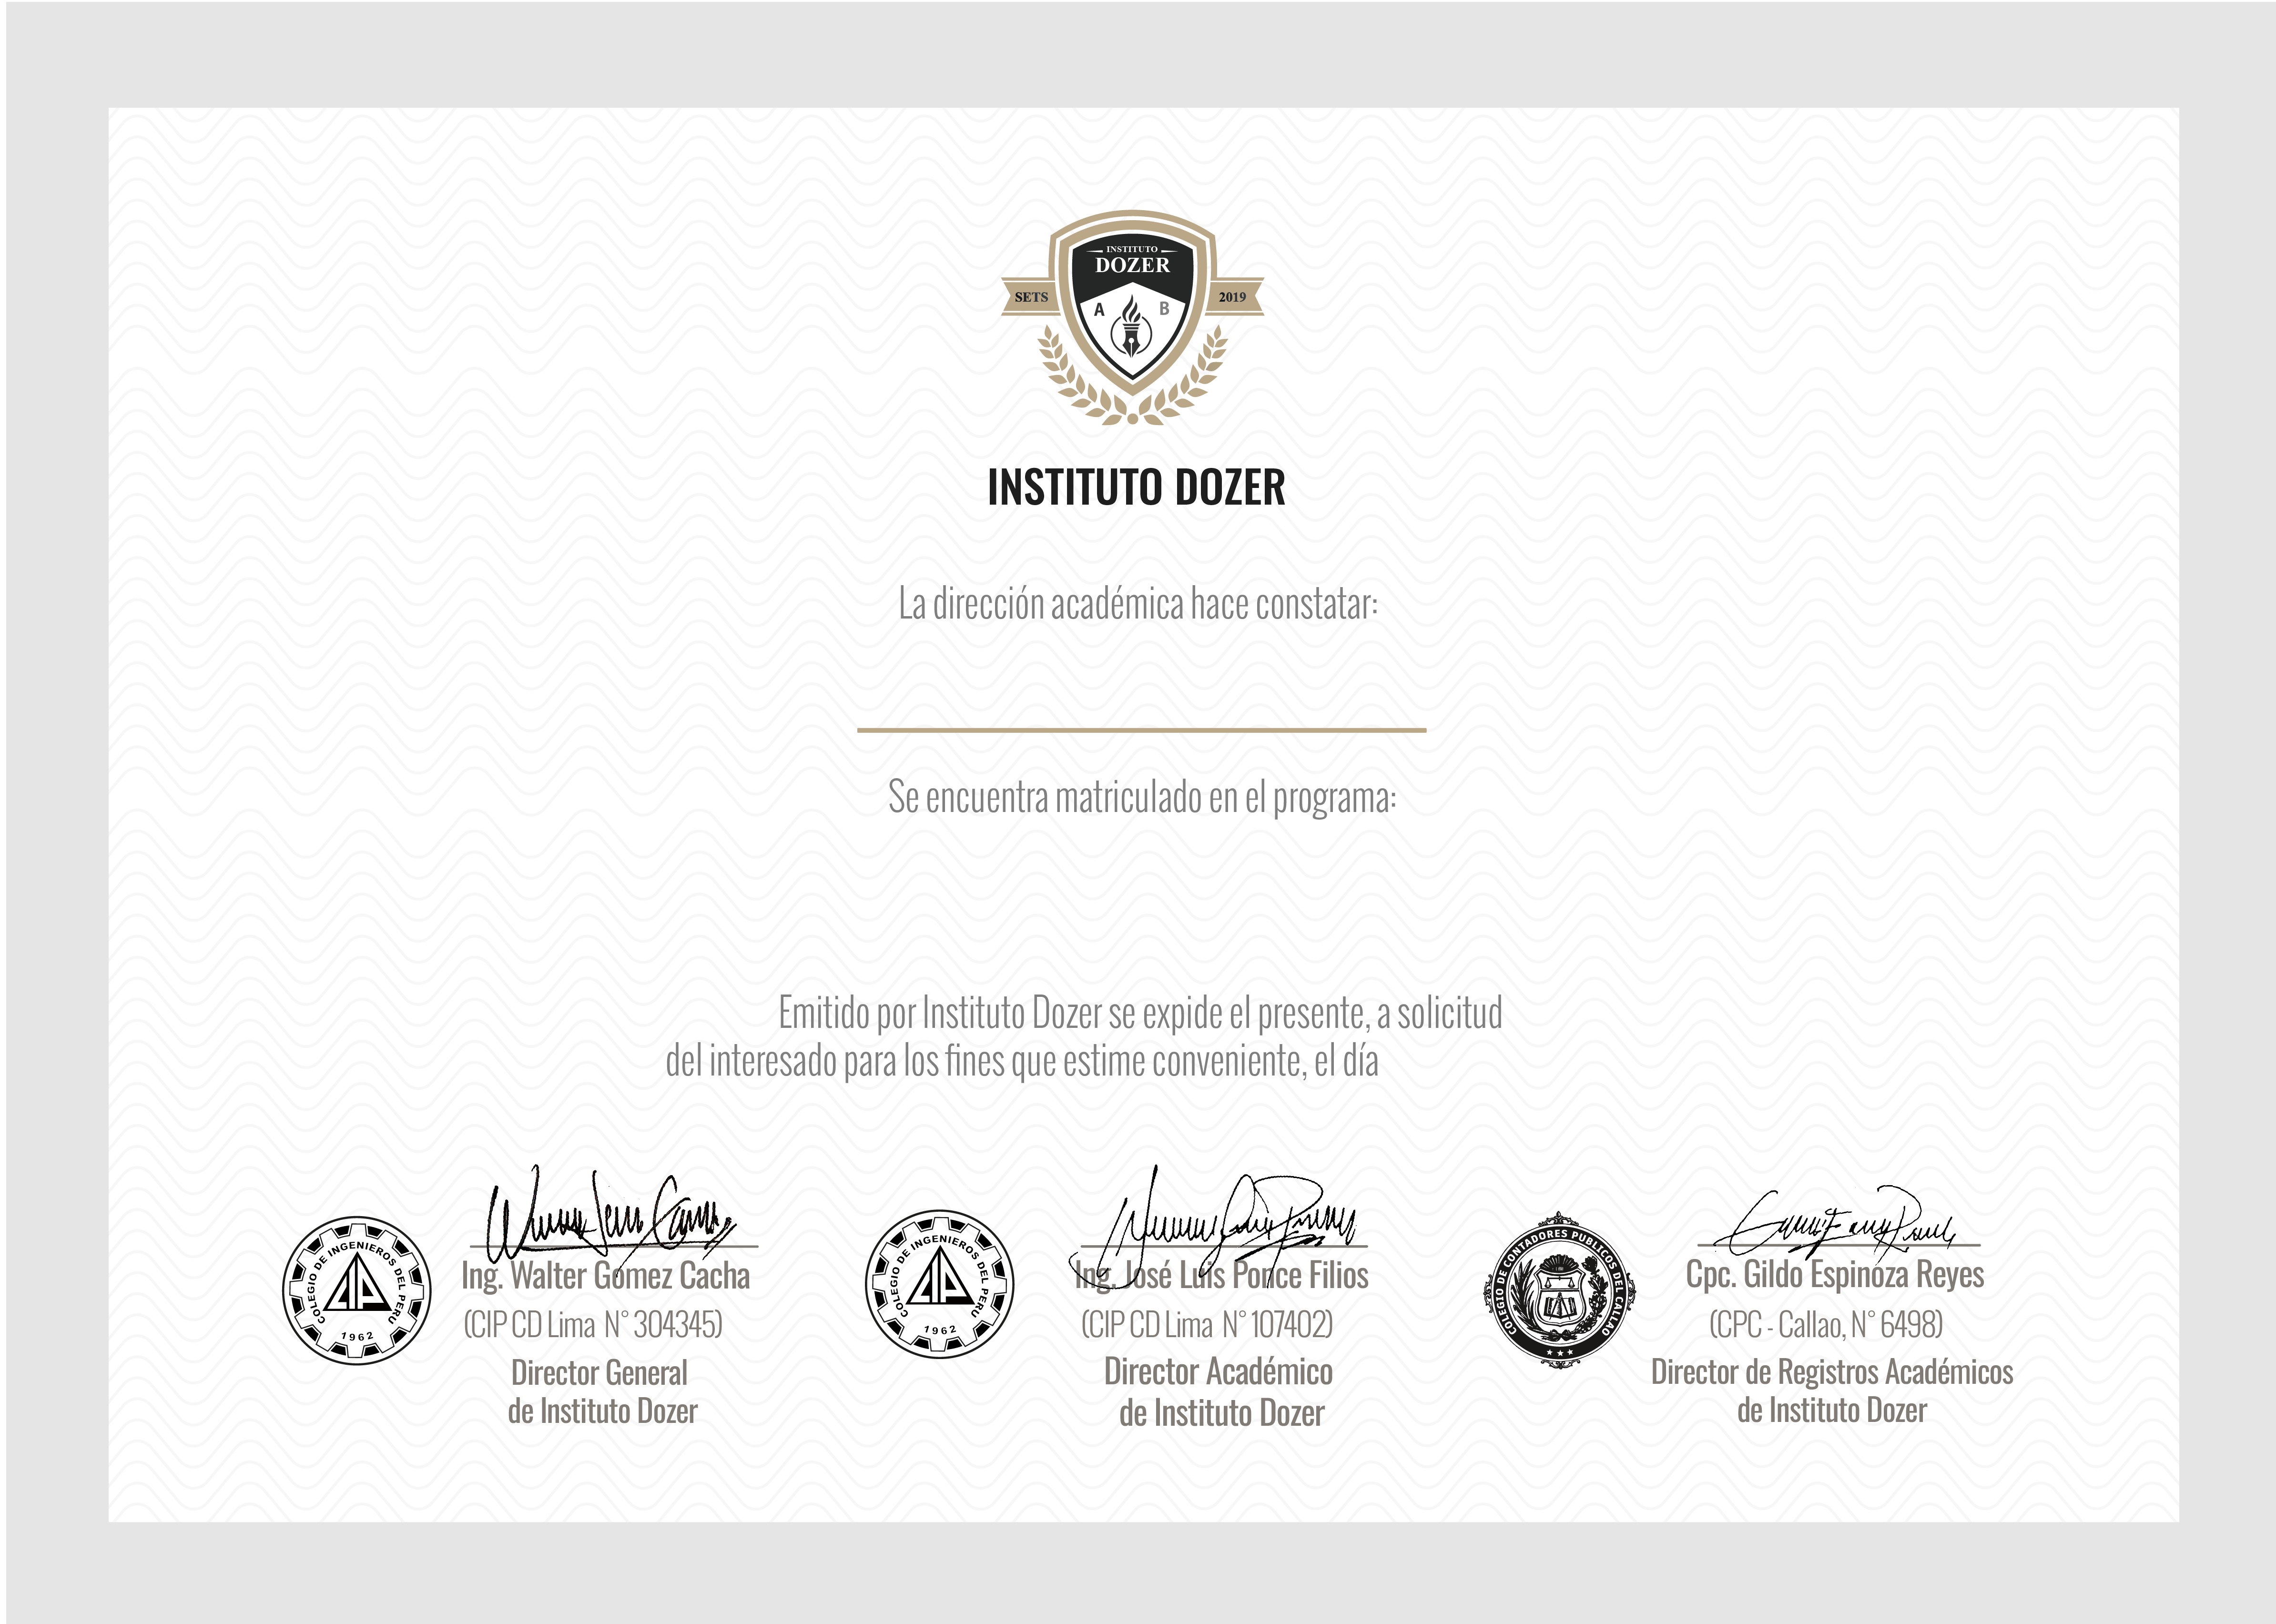 INSTITUTO
DOZER
SETS
2019
A
B
INSTITUTO DOZER
La dirección académica hace constatar:
Se encuentra matriculado en el programa:
Emitido por Instituto Dozer se expide el presente, a solicitud
del interesado para los fines que estime conveniente, el día
COLEGIO DE INGENIEROS DEL PERU
1962
Ing. Walter Gómez Cacha
(CIP CD Lima N° 304345)
Director General
de Instituto Dozer
COLEGIO DE INGENIEROS DEL PERU
1962
Ing. José Luis Ponce Filios
(CIP CD Lima N° 107402)
Director Académico
de Instituto Dozer
COLEGIO DE CONTADORES PUBLICOS DEL CALLAO
Cpc. Gildo Espinoza Reyes
(CPC - Callao, N° 6498)
Director de Registros Académicos
de Instituto Dozer